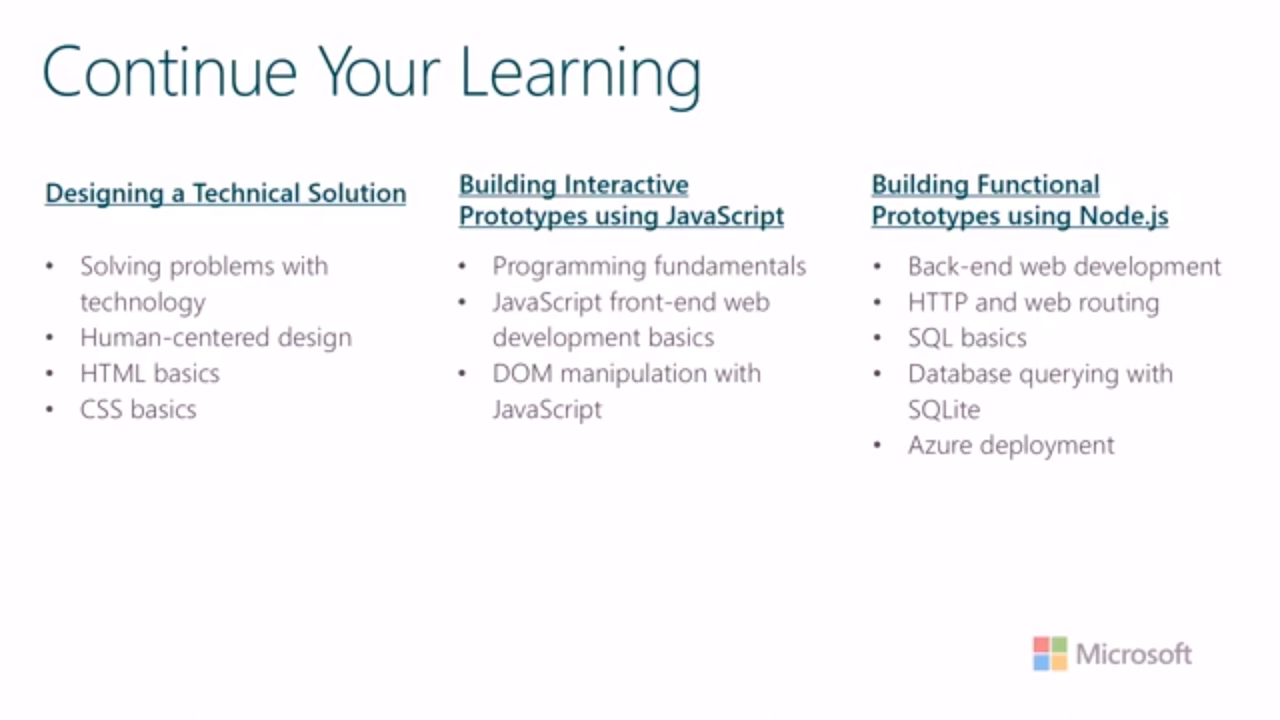 Continue Your Learning
Designing a Technical Solution
• Solving problems with
technology
• Human-centered design
• HTML basics
• CSS basics
Building Interactive
Prototypes using JavaScript
• Programming fundamentals
• JavaScript front-end web
development basics
• DOM manipulation with
JavaScript
Building Functional
Prototypes using Node.js
• Back-end web development
• HTTP and web routing
• SQL basics
• Database querying with
SQLite
• Azure deployment
Microsoft